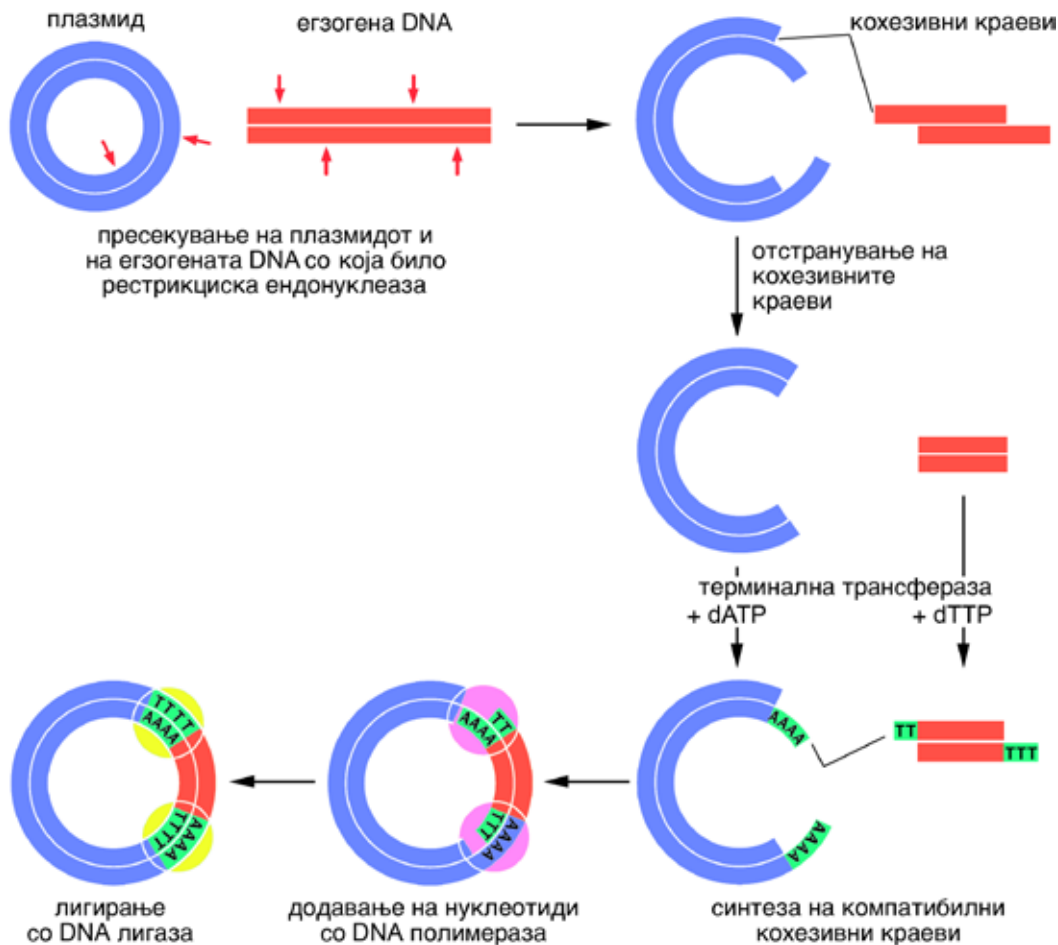 плазмид
егзогена DNA
кохезивни краеви
пресекување на плазмидот и
на егзогената DNA со која било
рестрикциска ендонуклеаза
отстранување на
кохезивните
краеви
терминална трансфераза
+ dATP
+ dTTP
TTTT
AAAA
TTTT
AAAA
лигирање
со DNA лигаза
TT
AAAA
TTT
AAAA
додавање на нуклеотиди
со DNA полимераза
AAAA
AAAA
TT
TTT
синтеза на компатибилни
кохезивни краеви